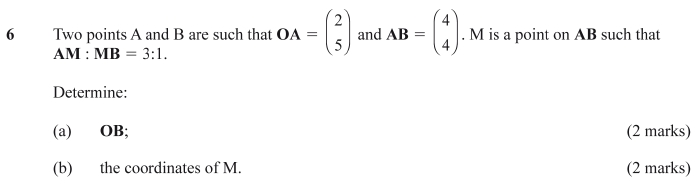 6 Two points A and B are such that OA = (2 5) and AB = (4 4). M is a point on AB such that
AM : MB = 3:1.
Determine:
(a) OB; (2 marks)
(b) the coordinates of M. (2 marks)